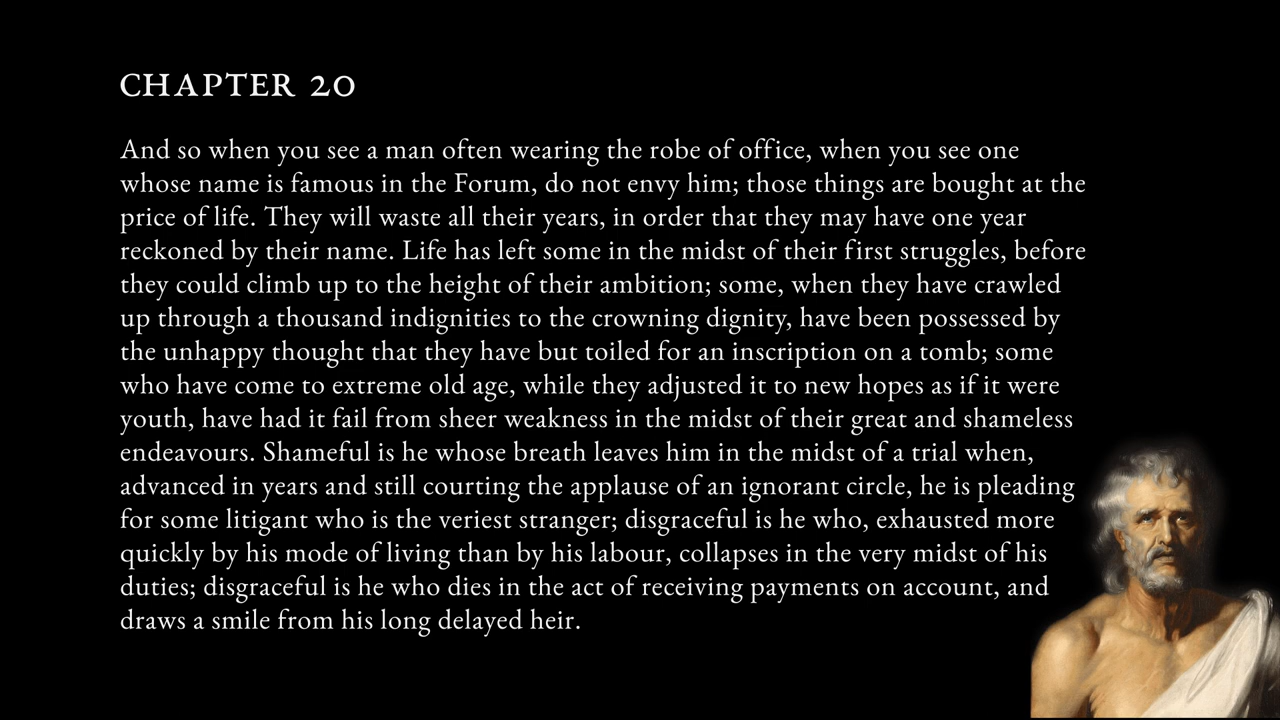 CHAPTER 20
And so when you see a man often wearing the robe of office, when you see one
whose name is famous in the Forum, do not envy him; those things are bought at the
price of life. They will waste all their years, in order that they may have one year
reckoned by their name. Life has left some in the midst of their first struggles, before
they could climb up to the height of their ambition; some, when they have crawled
up through a thousand indignities to the crowning dignity, have been possessed by
the unhappy thought that they have but toiled for an inscription on a tomb; some
who have come to extreme old age, while they adjusted it to new hopes as if it were
youth, have had it fail from sheer weakness in the midst of their great and shameless
endeavours. Shameful is he whose breath leaves him in the midst of a trial when,
advanced in years and still courting the applause of an ignorant circle, he is pleading
for some litigant who is the veriest stranger; disgraceful is he who, exhausted more
quickly by his mode of living than by his labour, collapses in the very midst of his
duties; disgraceful is he who dies in the act of receiving payments on account, and
draws a smile from his long delayed heir.